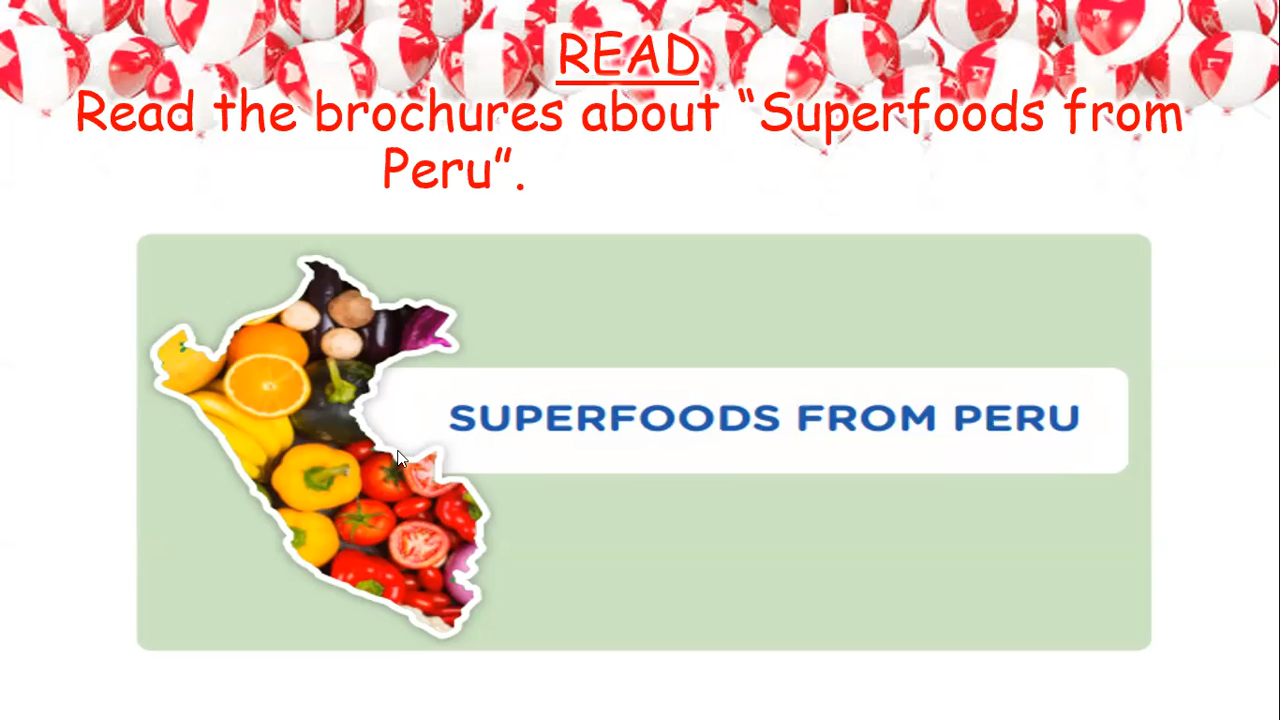 READ
Read the brochures about “Superfoods from
Peru”.
SUPERFOODS FROM PERU